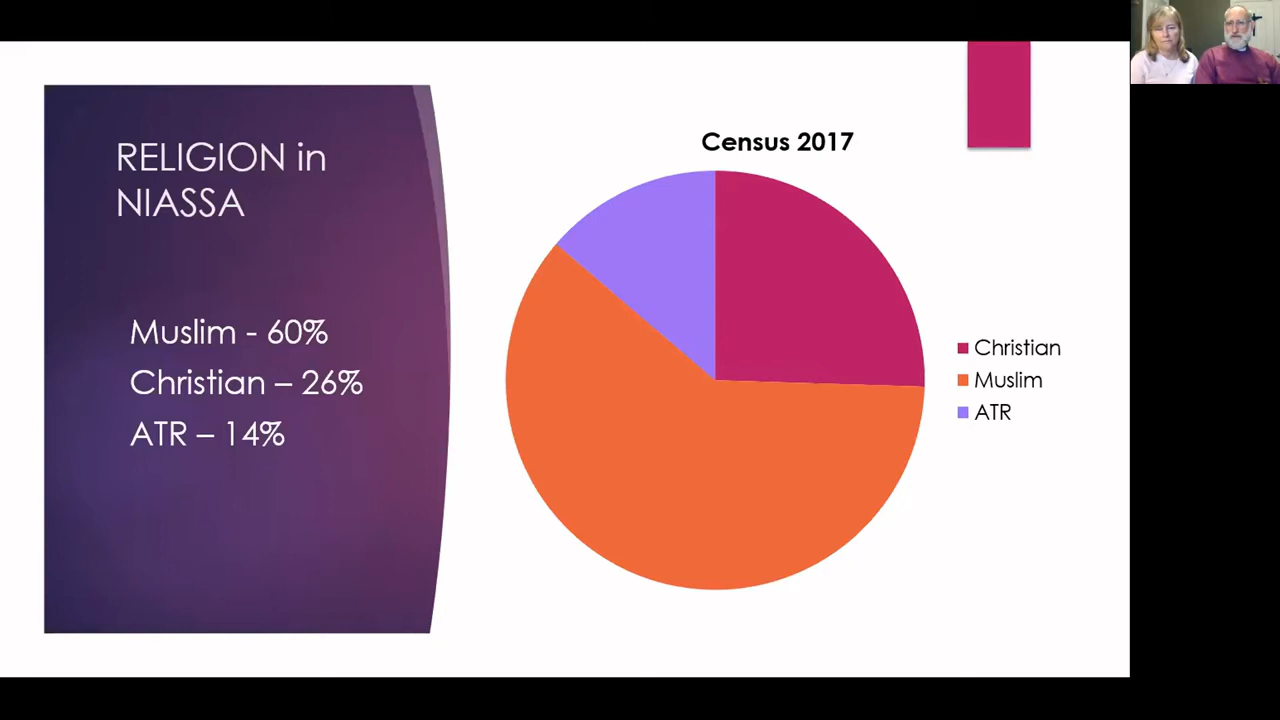 RELIGION in
NIASSA
Muslim - 60%
Christian – 26%
ATR – 14%
Census 2017
Christian
Muslim
ATR